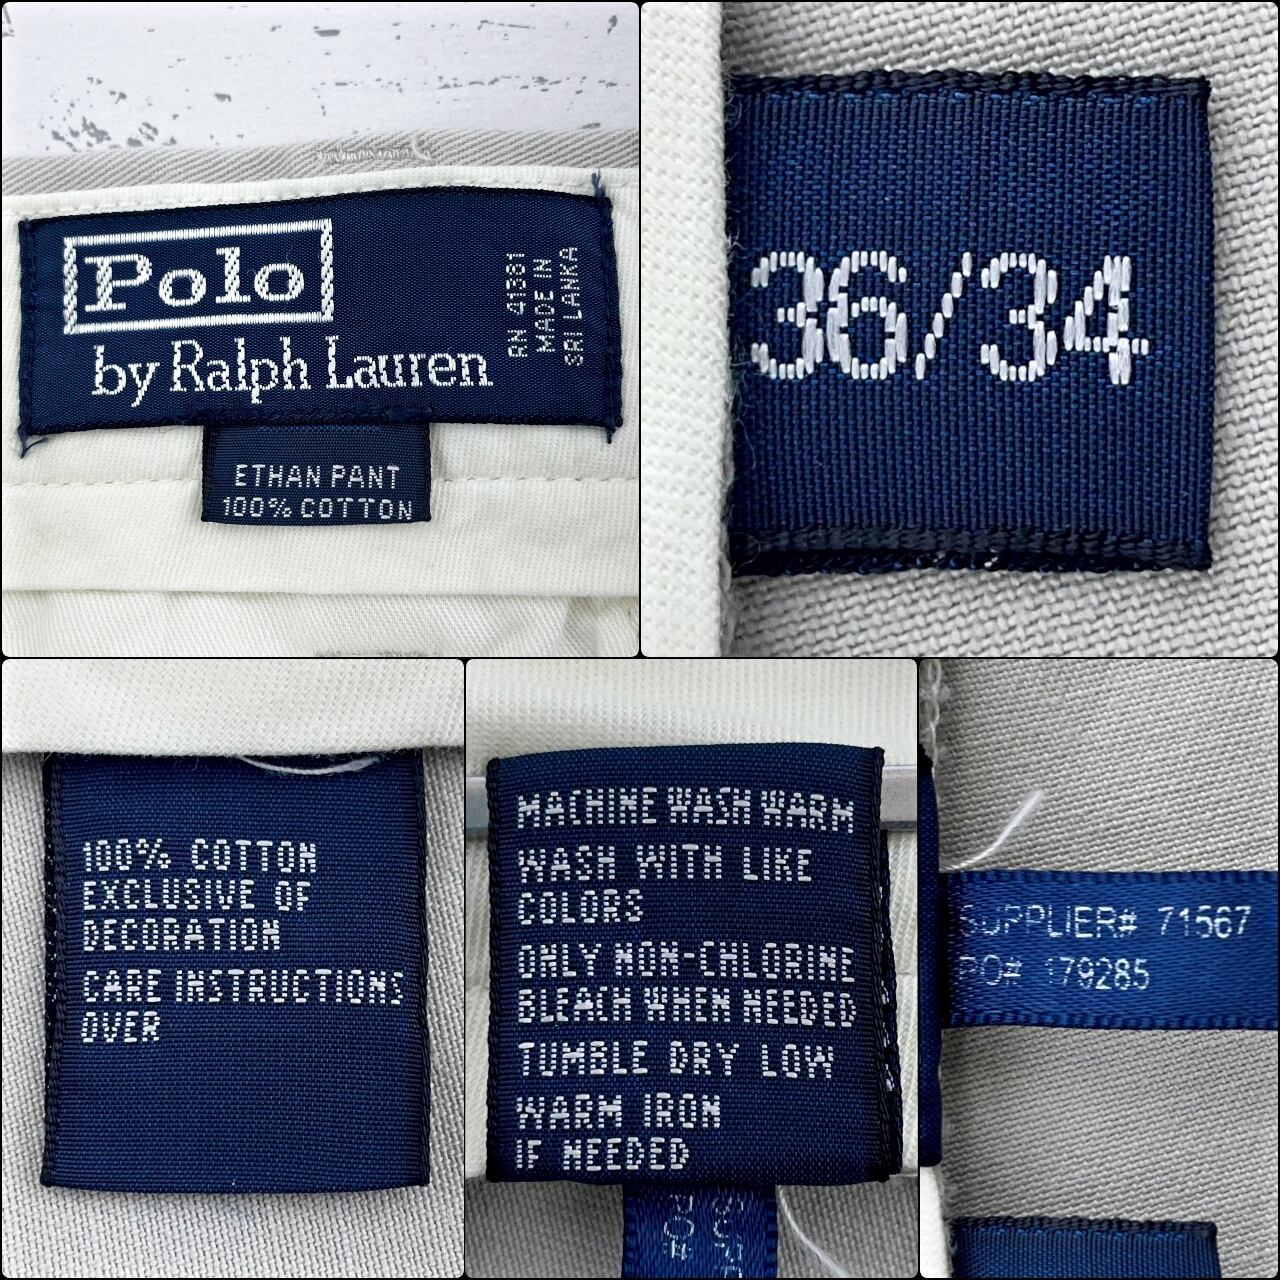 Polo
by Ralph Lauren
RN 41381
MADE IN
SRI LANKA
ETHAN PANT
100% COTTON
36/34
100% COTTON
EXCLUSIVE OF
DECORATION
CARE INSTRUCTIONS
OVER
MACHINE WASH WARM
WASH WITH LIKE
COLORS
ONLY NON-CHLORINE
BLEACH WHEN NEEDED
TUMBLE DRY LOW
WARM IRON
IF NEEDED
SUPPLIER# 71567
PO# 179285